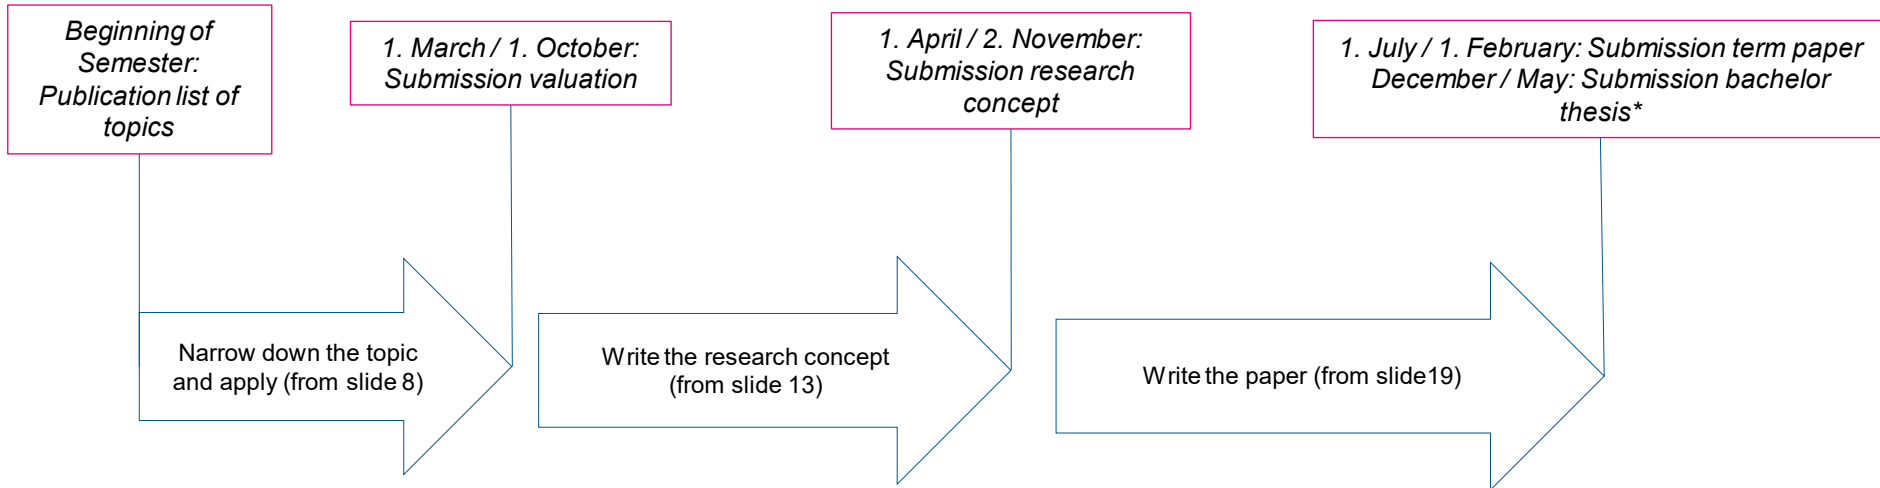 Beginning of
Semester:
Publication list of
topics
1. March / 1. October:
Submission valuation
1. April / 2. November:
Submission research
concept
1. July / 1. February: Submission term paper
December / May: Submission bachelor
thesis*
Narrow down the topic
and apply (from slide 8)
Write the research concept
(from slide 13)
Write the paper (from slide19)